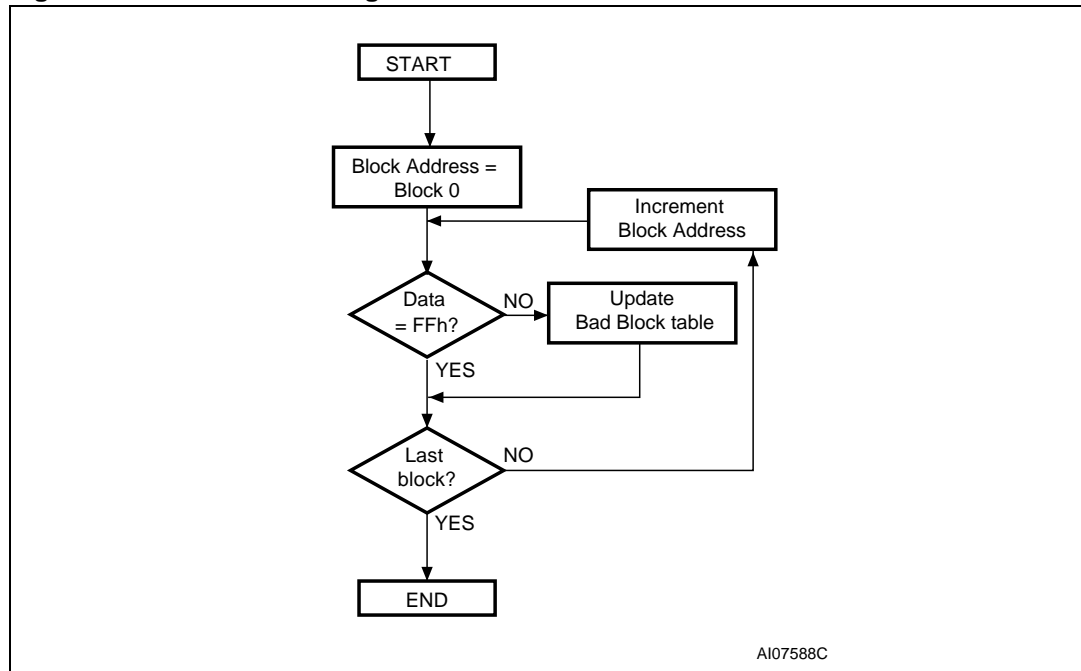 START
Block Address =
Block 0
Increment
Block Address
Data
= FFh?
NO
Update
Bad Block table
YES
Last
block?
NO
YES
END
AI07588C